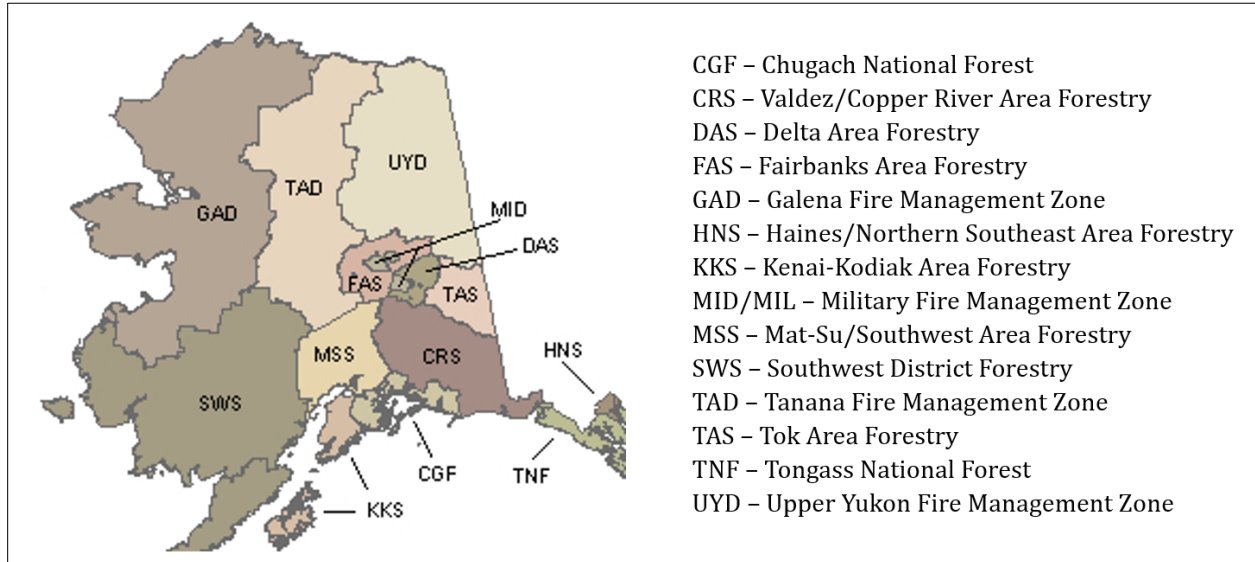 UYD
TAD
MID
GAD
DAS
FAS
TAS
MSS
CRS
HNS
SWS
CGF
TNF
KKS
CGF – Chugach National Forest
CRS – Valdez/Copper River Area Forestry
DAS – Delta Area Forestry
FAS – Fairbanks Area Forestry
GAD – Galena Fire Management Zone
HNS – Haines/Northern Southeast Area Forestry
KKS – Kenai-Kodiak Area Forestry
MID/MIL – Military Fire Management Zone
MSS – Mat-Su/Southwest Area Forestry
SWS – Southwest District Forestry
TAD – Tanana Fire Management Zone
TAS – Tok Area Forestry
TNF – Tongass National Forest
UYD – Upper Yukon Fire Management Zone